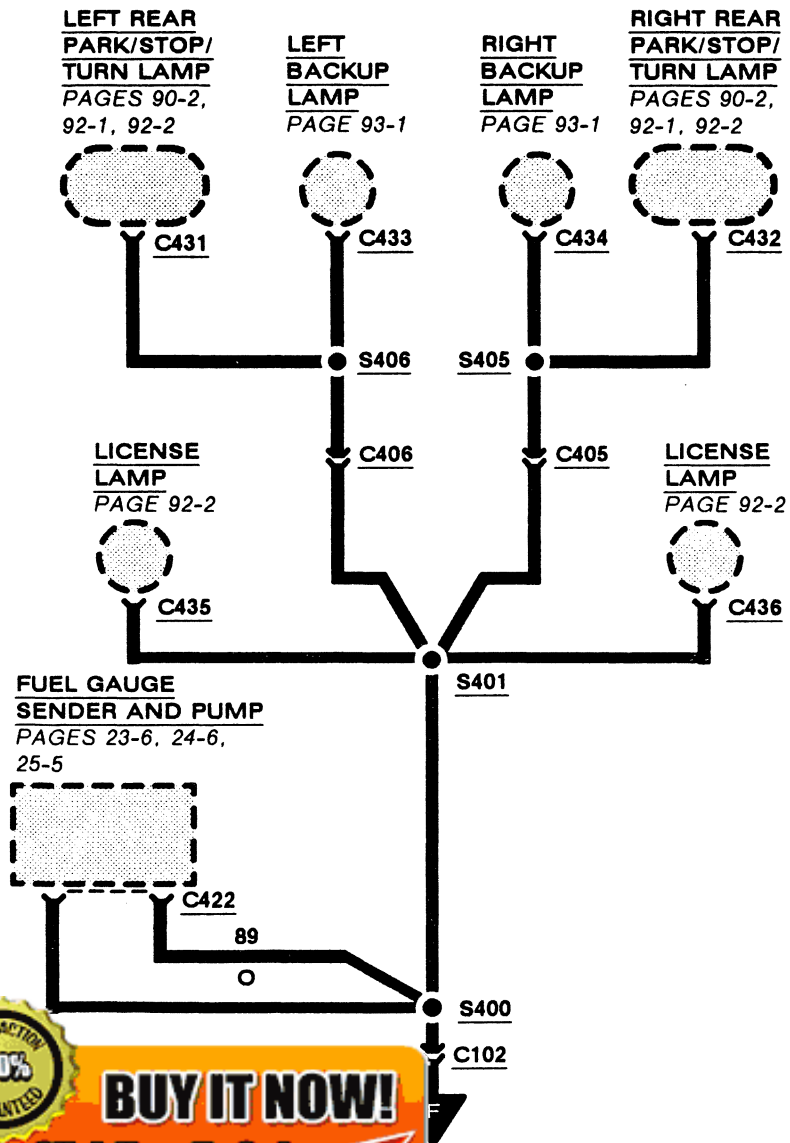 LEFT REAR
PARK/STOP/
TURN LAMP
PAGES 90-2,
92-1, 92-2
LEFT
BACKUP
LAMP
PAGE 93-1
RIGHT
BACKUP
LAMP
PAGE 93-1
RIGHT REAR
PARK/STOP/
TURN LAMP
PAGES 90-2,
92-1, 92-2
C431
C433
C434
C432
S406
S405
C406
C405
LICENSE
LAMP
PAGE 92-2
LICENSE
LAMP
PAGE 92-2
C435
C436
S401
FUEL GAUGE
SENDER AND PUMP
PAGES 23-6, 24-6,
25-5
C422
89
O
S400
C102
F
BUY IT NOW!